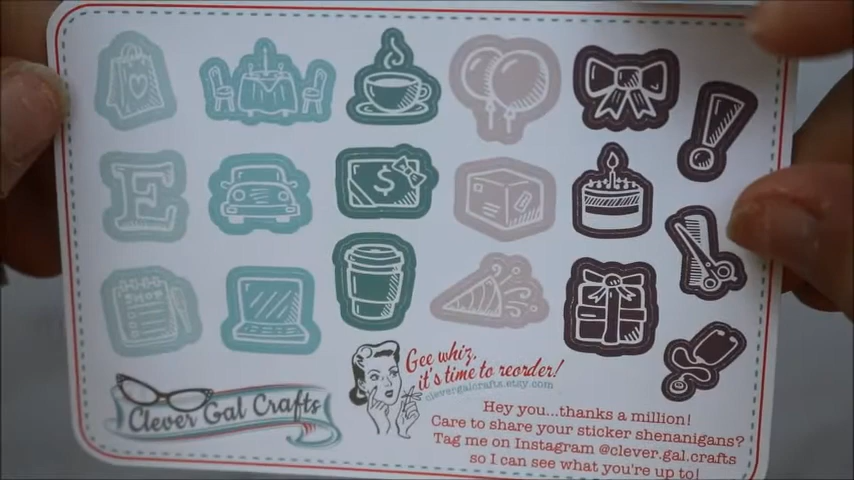 E
$
SHOP
Gee whiz,
it's time to reorder!
clevergalcrafts.etsy.com
Clever Gal Crafts
Hey you...thanks a million!
Care to share your sticker shenanigans?
Tag me on Instagram @clever.gal.crafts
so I can see what you're up to!